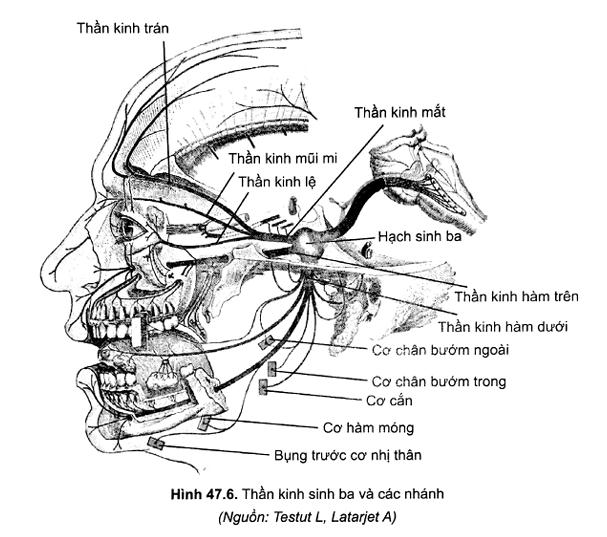 Thần kinh trán
Thần kinh mắt
Thần kinh mũi mi
Thần kinh lệ
Hạch sinh ba
Thần kinh hàm trên
Thần kinh hàm dưới
Cơ chân bướm ngoài
Cơ chân bướm trong
Cơ cắn
Cơ hàm móng
Bụng trước cơ nhị thân
Hình 47.6. Thần kinh sinh ba và các nhánh
(Nguồn: Testut L, Latarjet A)